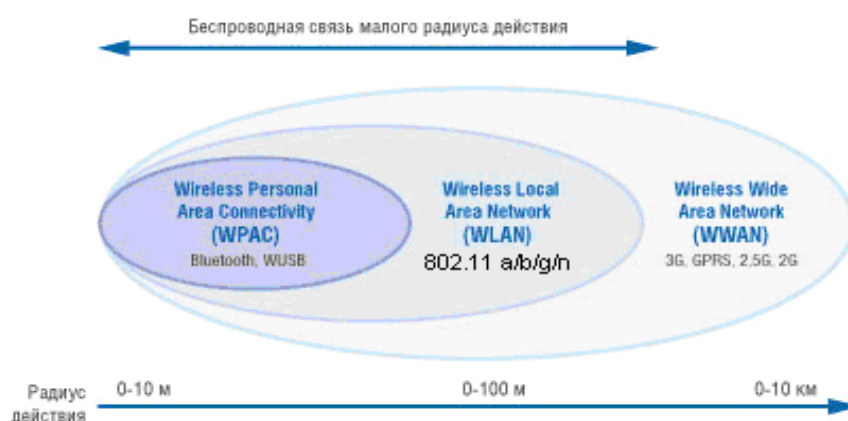 Беспроводная связь малого радиуса действия
Wireless Personal
Area Connectivity
(WPAC)
Bluetooth, WUSB
Wireless Local
Area Network
(WLAN)
802.11 a/b/g/n
Wireless Wide
Area Network
(WWAN)
3G, GPRS, 2,5G, 2G
Радиус
действия
0-10 м
0-100 м
0-10 км